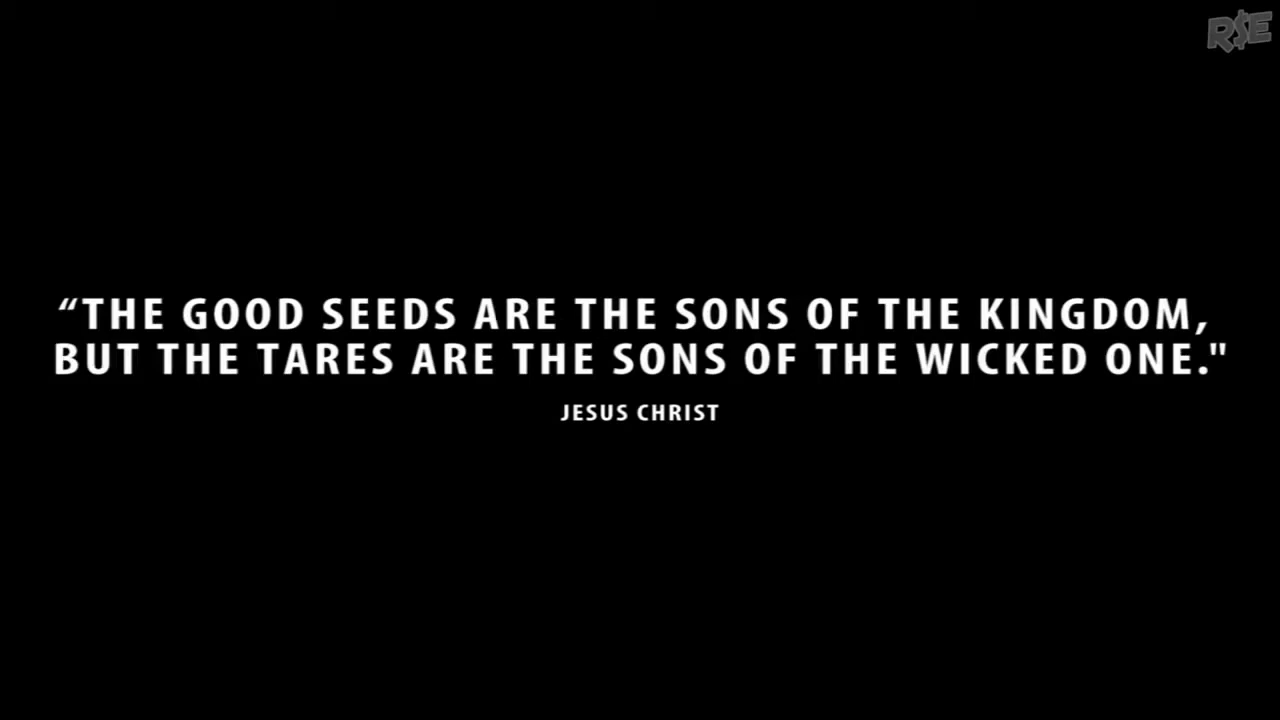 R$E
“THE GOOD SEEDS ARE THE SONS OF THE KINGDOM,
BUT THE TARES ARE THE SONS OF THE WICKED ONE."
JESUS CHRIST